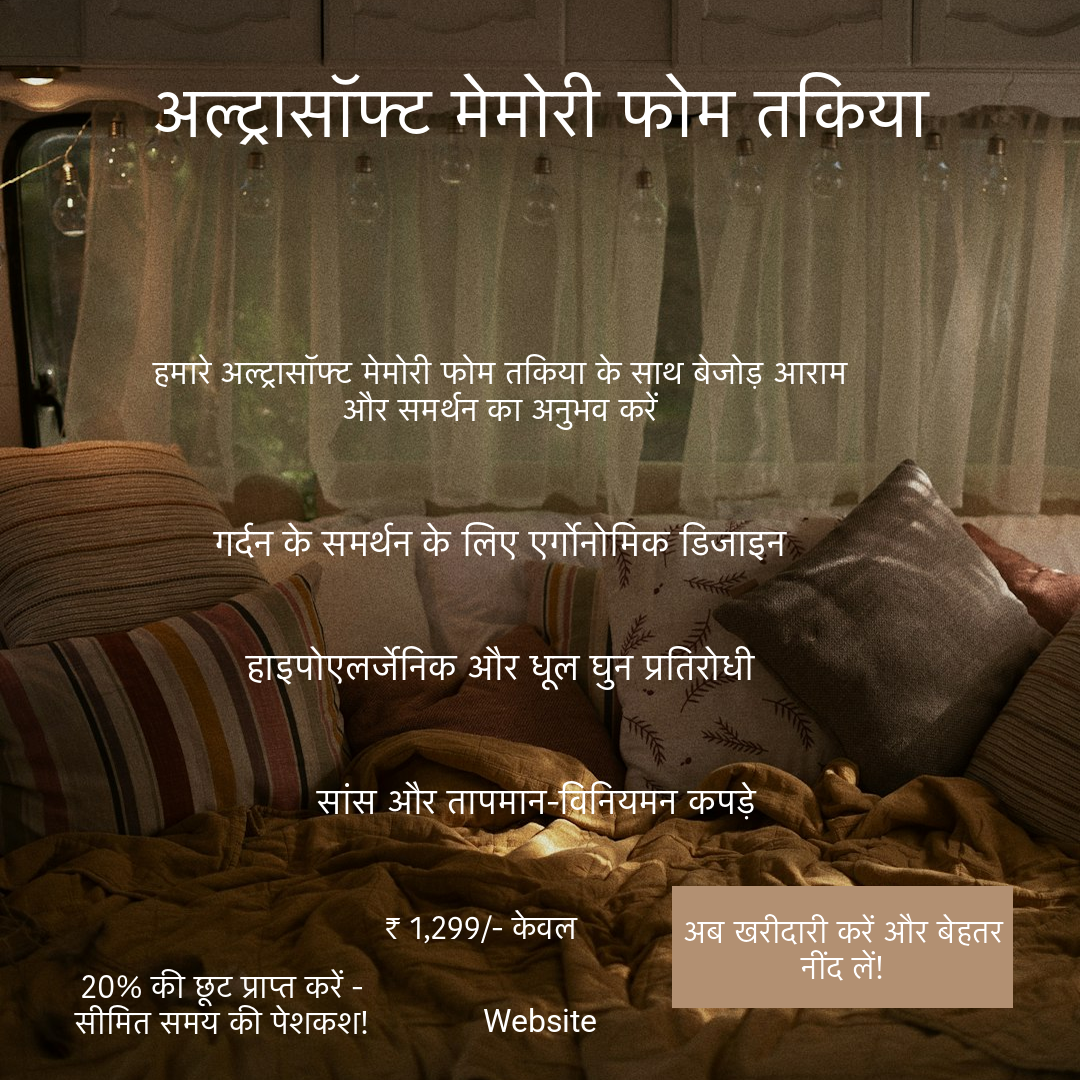 अल्ट्रासॉफ्ट मेमोरी फोम तकिया
हमारे अल्ट्रासॉफ्ट मेमोरी फोम तकिया के साथ बेजोड़ आराम
और समर्थन का अनुभव करें
गर्दन के समर्थन के लिए एर्गोनोमिक डिजाइन
हाइपोएलर्जेनिक और धूल घुन प्रतिरोधी
सांस और तापमान-विनियमन कपड़े
₹ 1,299/- केवल
अब खरीदारी करें और बेहतर
नींद लें!
20% की छूट प्राप्त करें -
सीमित समय की पेशकश!
Website